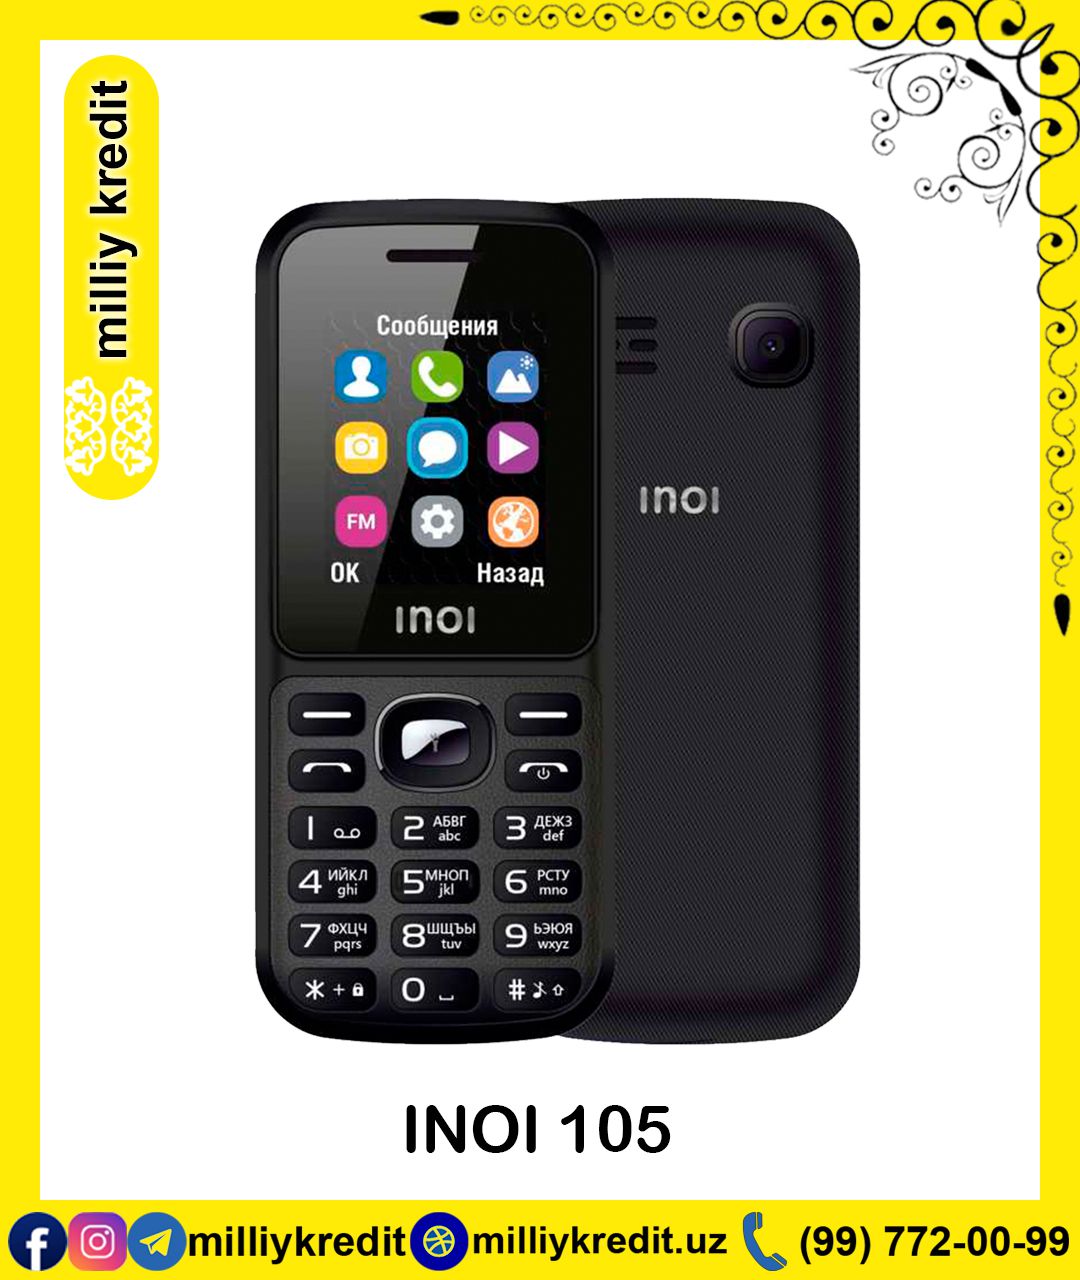 milliy kredit
Сообщения
FM
OK
Назад
INOI
INOI
1
2 АБВГ abc
3 ДЕЖЗ def
4 ИЙКЛ ghi
5 МНОП jkl
6 РСТУ mno
7 ФХЦЧ pqrs
8 ШЩЪЫ tuv
9 ЬЭЮЯ wxyz
* +
0
#
INOI 105
milliykredit milliykredit.uz (99) 772-00-99